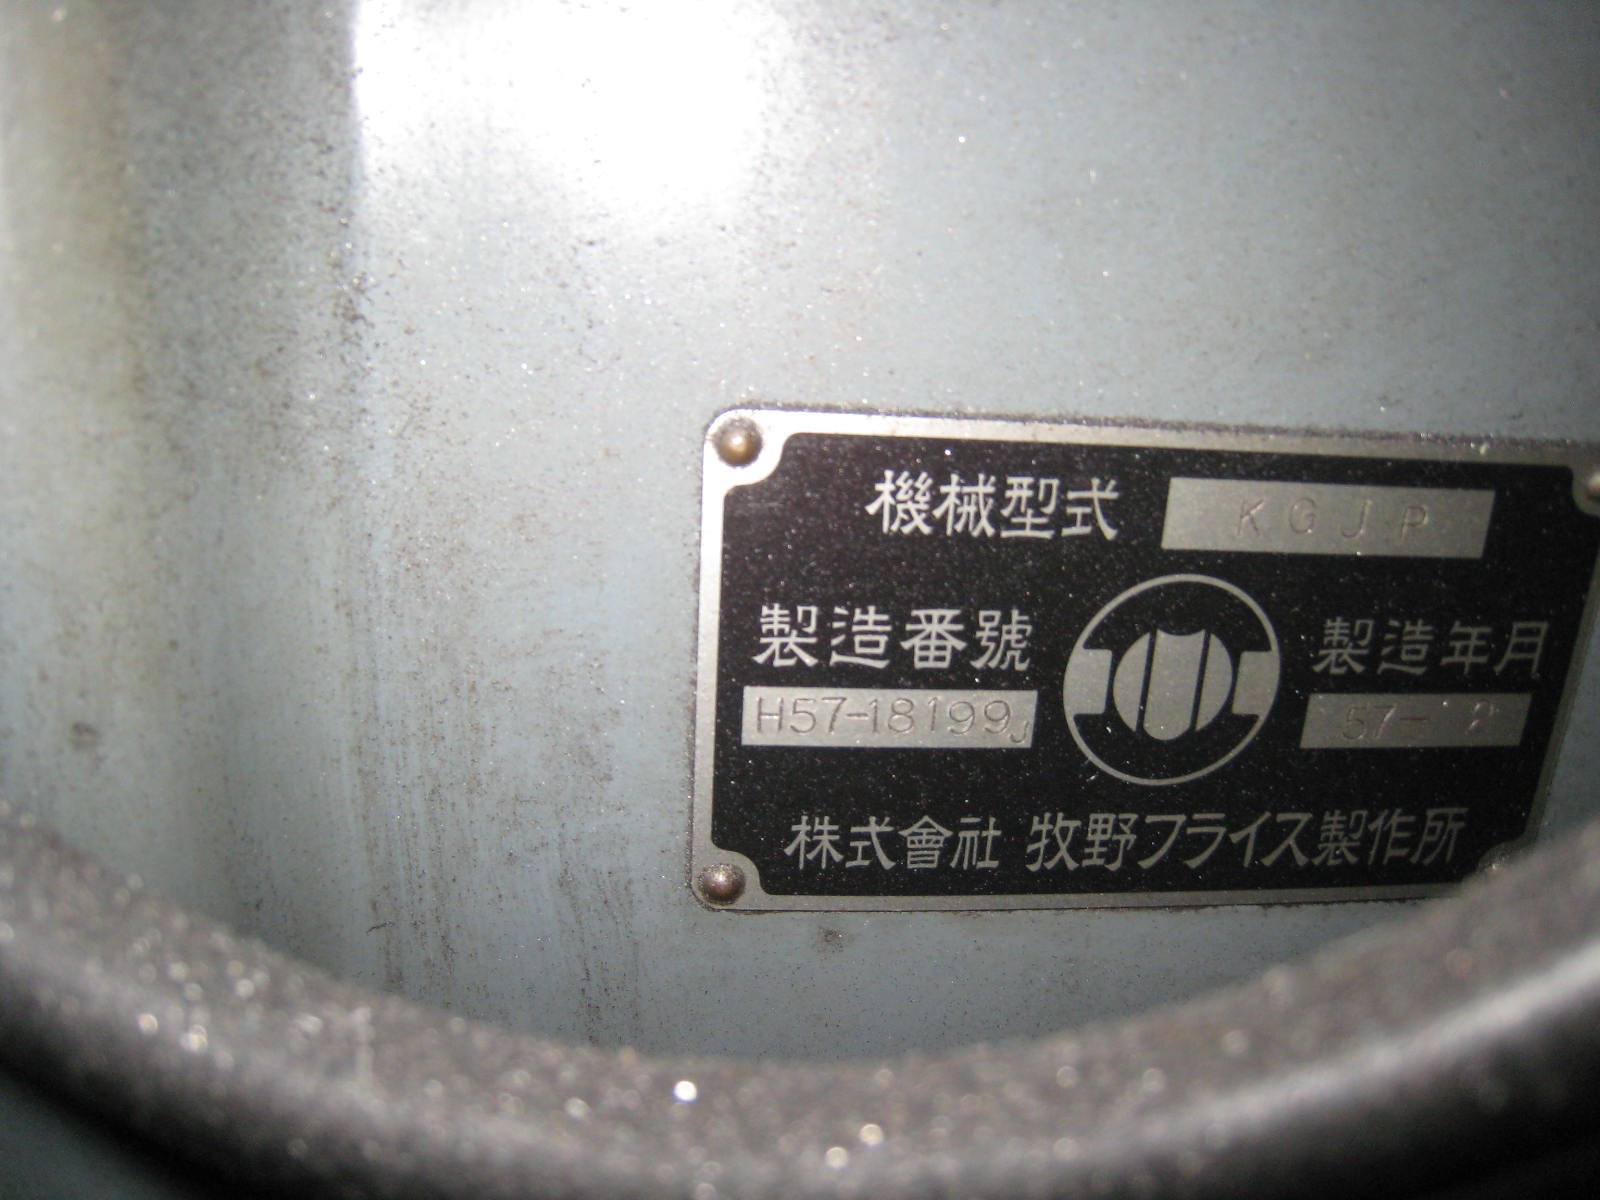 機械型式 KGJP
製造番號 製造年月
H57-18199J 57-2
株式會社 牧野フライス製作所